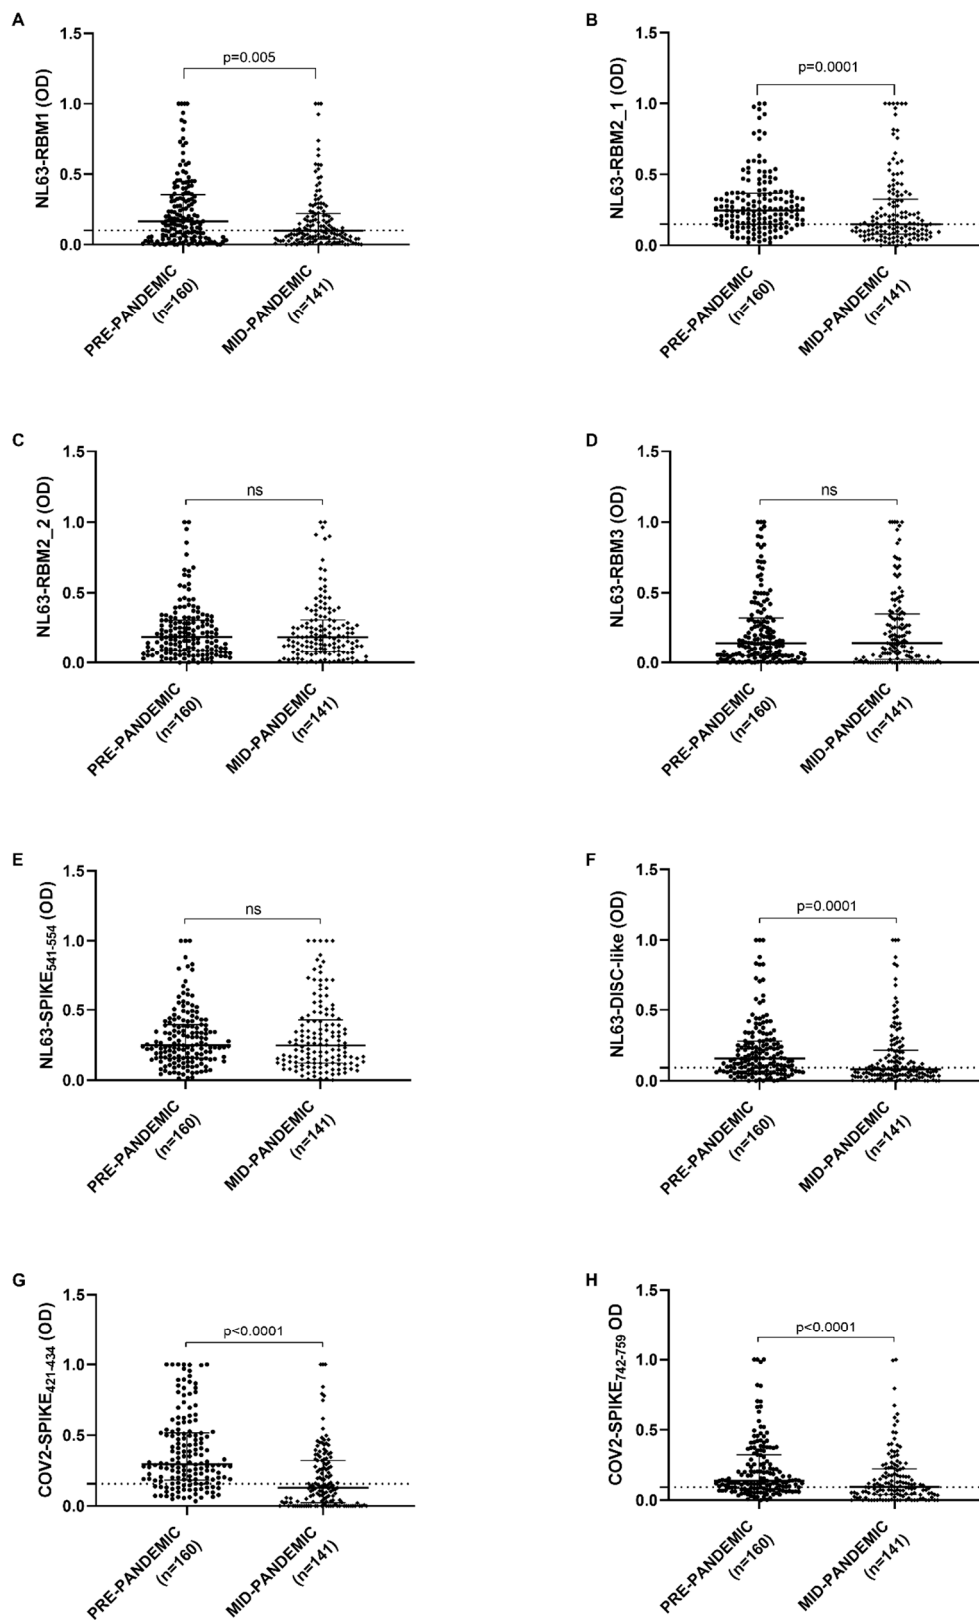 A
NL63-RBM1 (OD)
1.5
1.0
0.5
0.0
p=0.005
PRE-PANDEMIC
(n=160)
MID-PANDEMIC
(n=141)
B
NL63-RBM2_1 (OD)
1.5
1.0
0.5
0.0
p=0.0001
PRE-PANDEMIC
(n=160)
MID-PANDEMIC
(n=141)
C
NL63-RBM2_2 (OD)
1.5
1.0
0.5
0.0
ns
PRE-PANDEMIC
(n=160)
MID-PANDEMIC
(n=141)
D
NL63-RBM3 (OD)
1.5
1.0
0.5
0.0
ns
PRE-PANDEMIC
(n=160)
MID-PANDEMIC
(n=141)
E
NL63-SPIKE541-554 (OD)
1.5
1.0
0.5
0.0
ns
PRE-PANDEMIC
(n=160)
MID-PANDEMIC
(n=141)
F
NL63-DISC-like (OD)
1.5
1.0
0.5
0.0
p=0.0001
PRE-PANDEMIC
(n=160)
MID-PANDEMIC
(n=141)
G
COV2-SPIKE421-434 (OD)
1.5
1.0
0.5
0.0
p<0.0001
PRE-PANDEMIC
(n=160)
MID-PANDEMIC
(n=141)
H
COV2-SPIKE742-759 OD
1.5
1.0
0.5
0.0
p<0.0001
PRE-PANDEMIC
(n=160)
MID-PANDEMIC
(n=141)